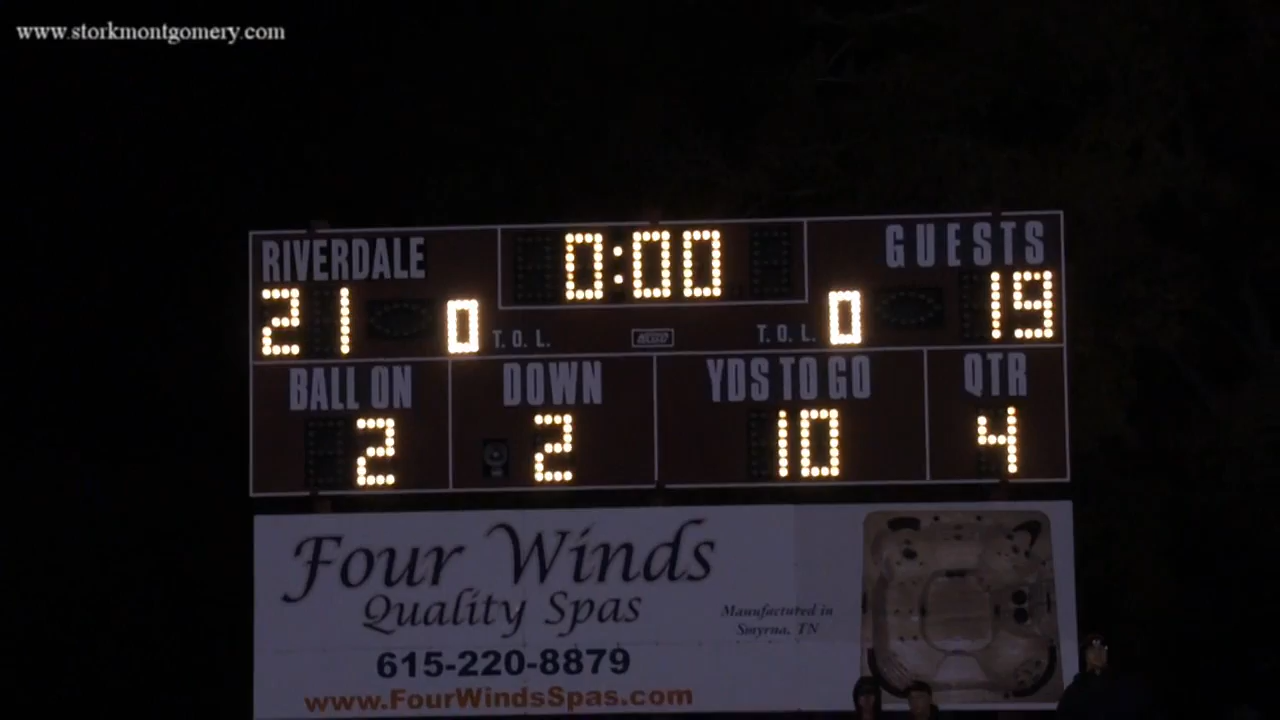 www.storkmontgomery.com
RIVERDALE 0:00 GUESTS
21 0 T. O. L. T. O. L. 0 19
BALL ON DOWN YDS TO GO QTR
2 2 10 4
Four Winds
Quality Spas
Manufactured in
Smyrna, TN
615-220-8879
www.FourWindsSpas.com